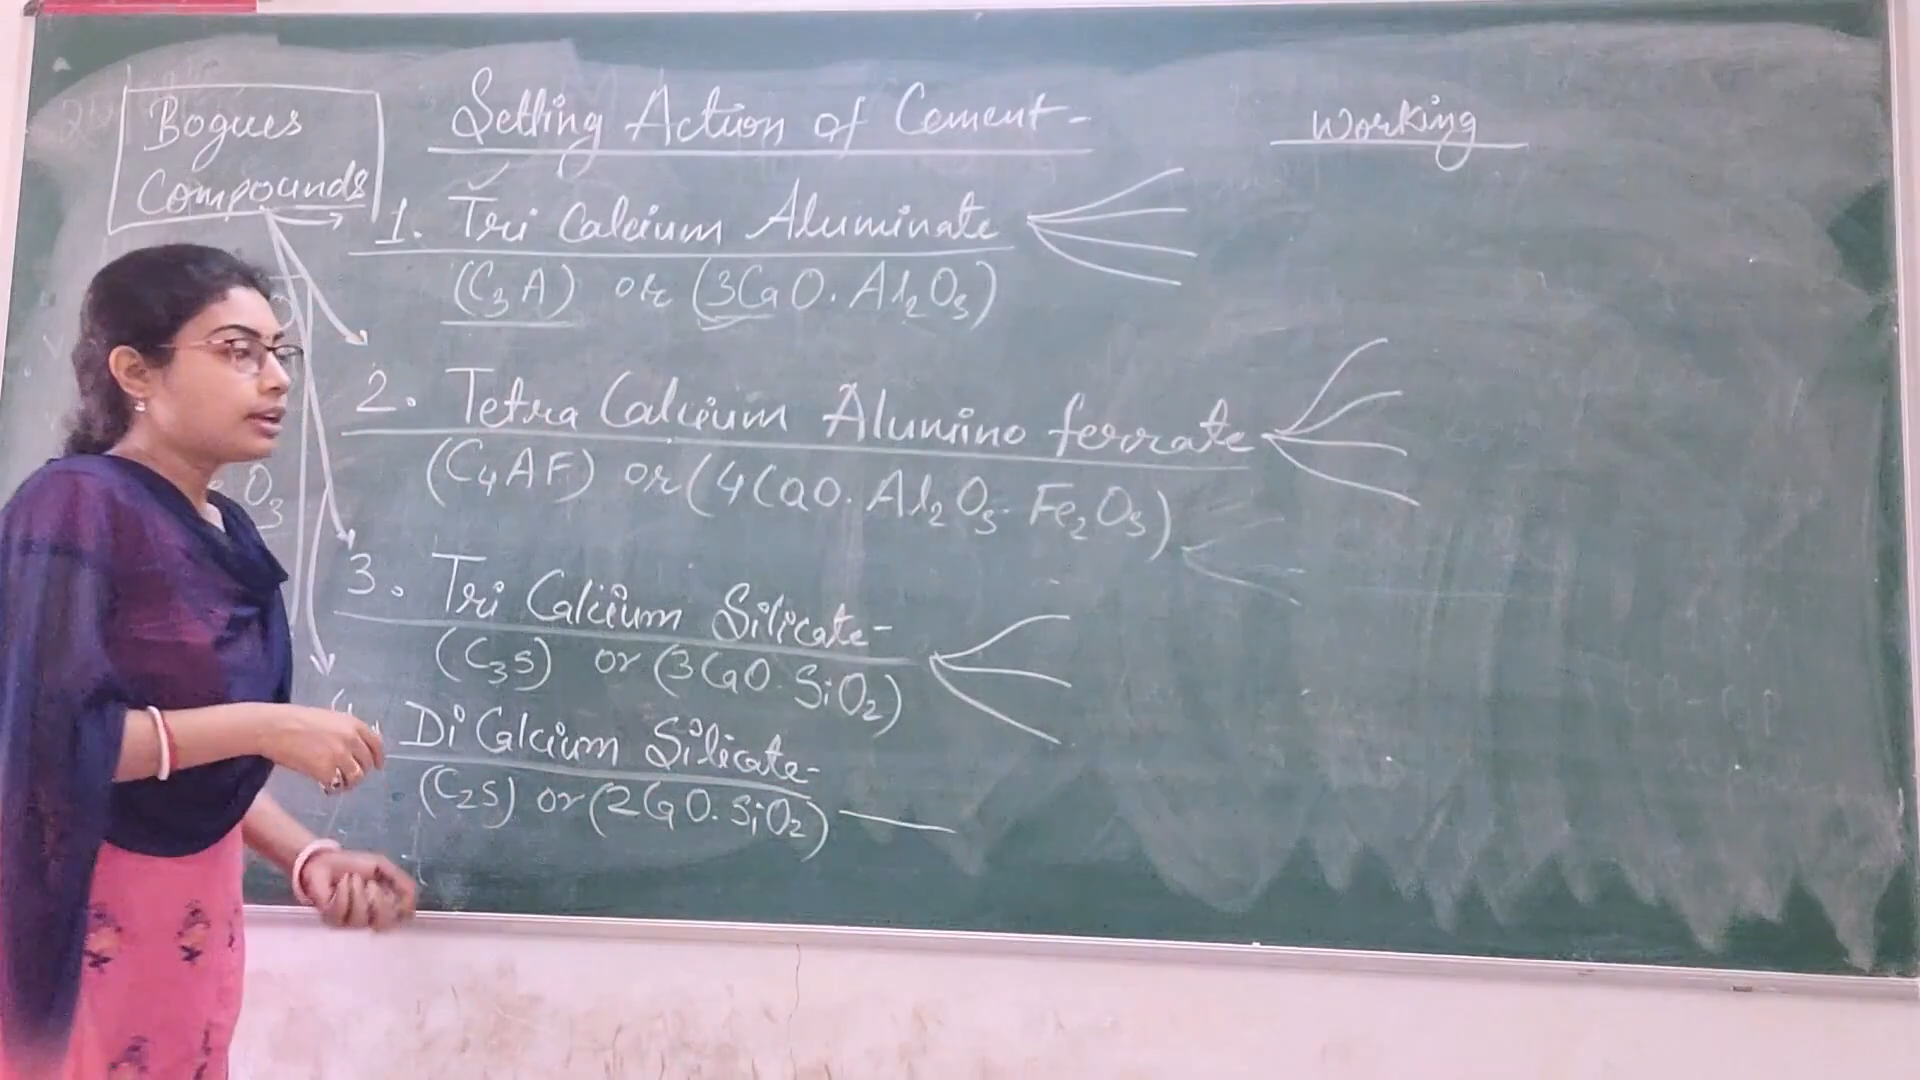 Bogues
Compounds
Setting Action of Cement-
Working
1. Tri Calcium Aluminate
(C₃A) or (3CaO. Al₂O₃)
2. Tetra Calcium Alumino ferrate
(C₄AF) or (4CaO. Al₂O₃. Fe₂O₃)
3. Tri Calcium Silicate-
(C₃S) or (3CaO. SiO₂)
Di Calcium Silicate-
(C₂S) or (2CaO. SiO₂)
O₃